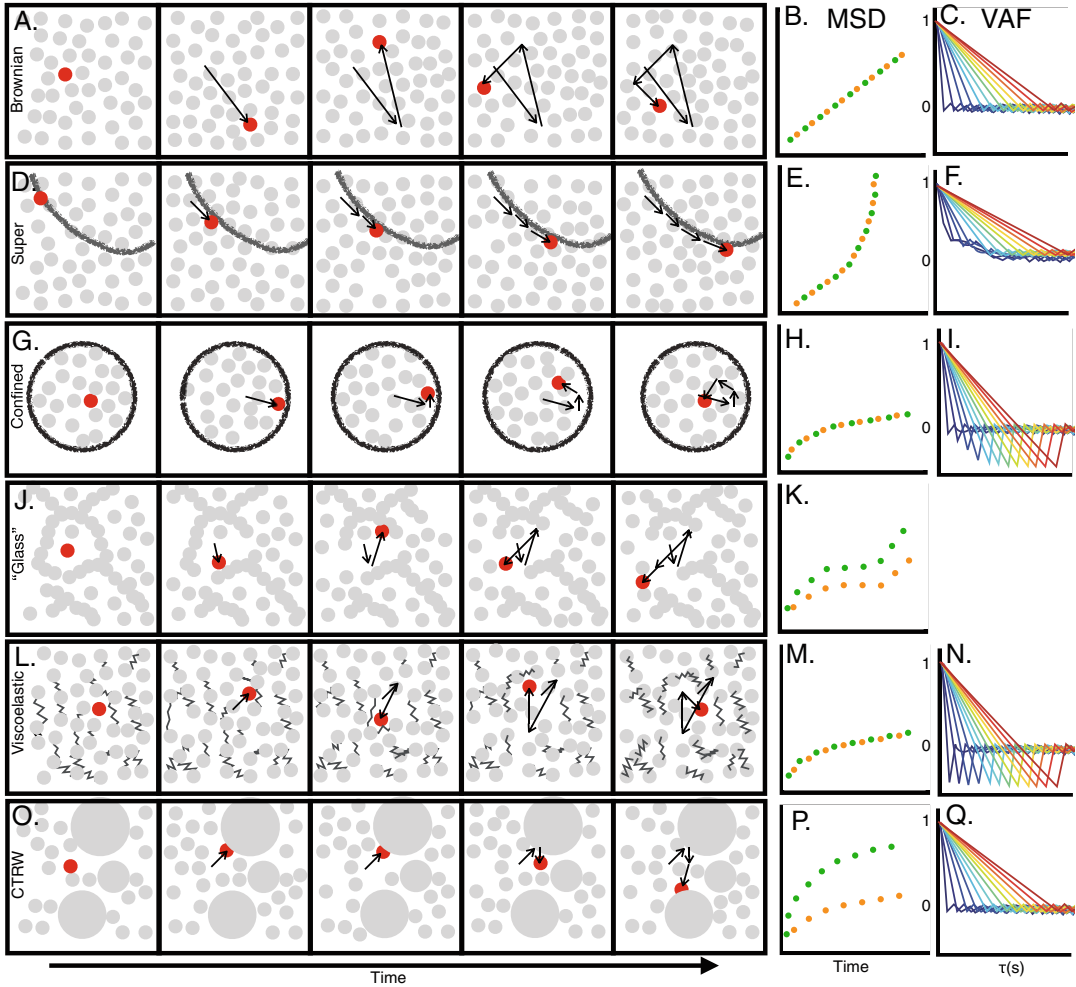 A.
B.
MSD
C.
VAF
Brownian
1
0
D.
E.
F.
Super
1
0
G.
H.
I.
Confined
1
0
J.
K.
"Glass"
L.
M.
N.
Viscoelastic
1
0
O.
P.
Q.
CTRW
1
0
Time
Time
τ(s)